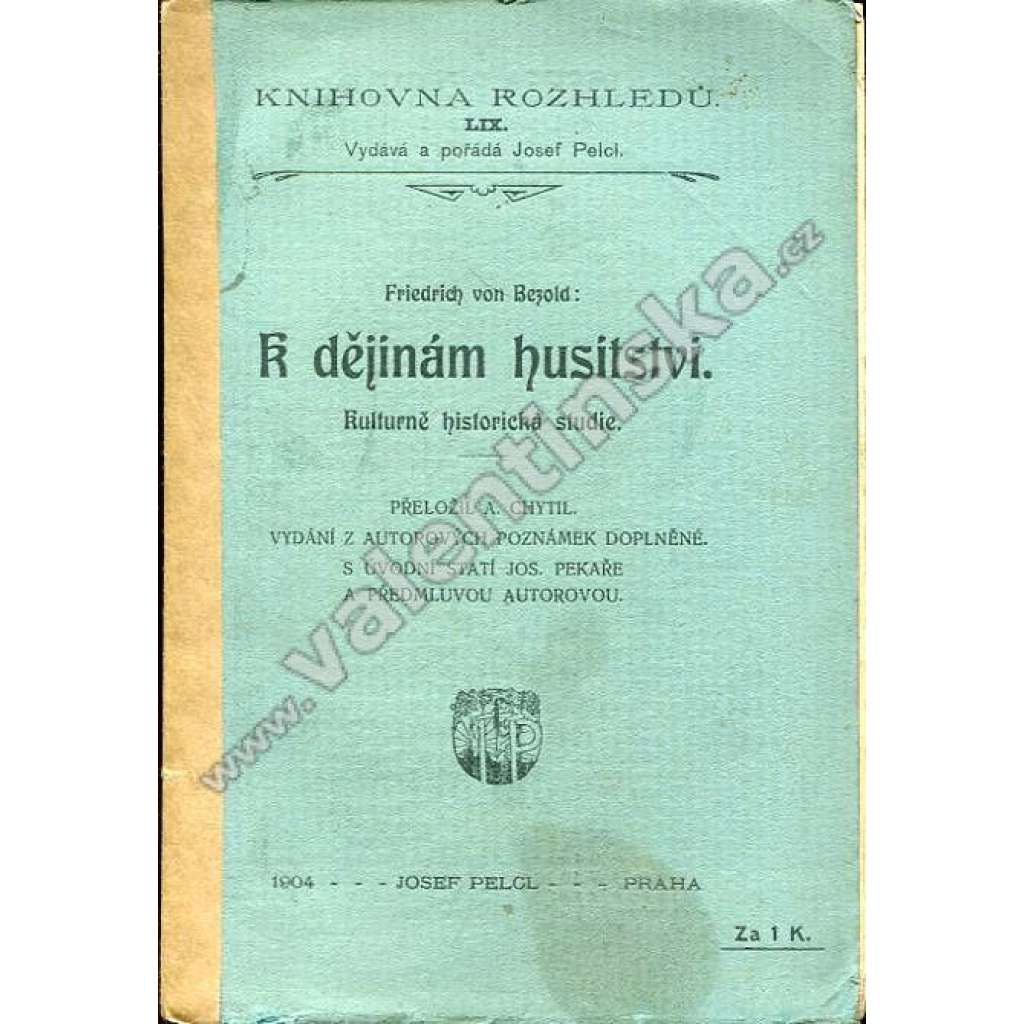 KNIHOVNA ROZHLEDŮ.
LIX.
Vydává a pořádá Josef Pelcl.
Friedrich von Bezold:
K dějinám husitství.
Kulturně historická studie.
PŘELOŽIL A. CHYTIL.
VYDÁNÍ Z AUTOROVÝCH POZNÁMEK DOPLNĚNÉ.
S ÚVODNÍ STATÍ JOS. PEKAŘE
A PŘEDMLUVOU AUTOROVOU.
1904 - - - JOSEF PELCL - - - PRAHA
Za 1 K.
www.valentinska.cz